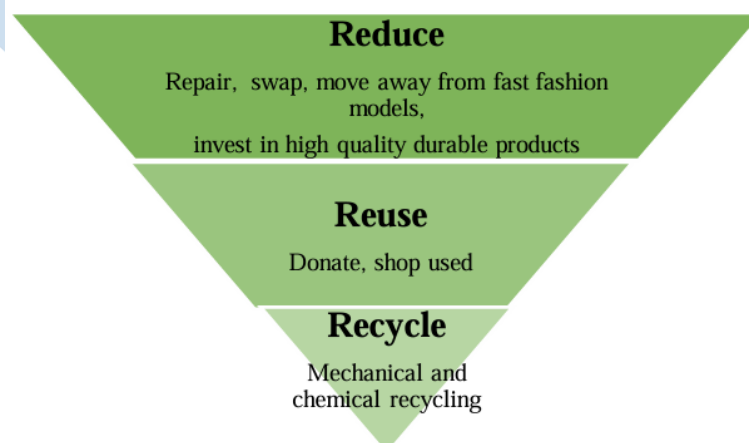 Reduce
Repair, swap, move away from fast fashion
models,
invest in high quality durable products
Reuse
Donate, shop used
Recycle
Mechanical and
chemical recycling